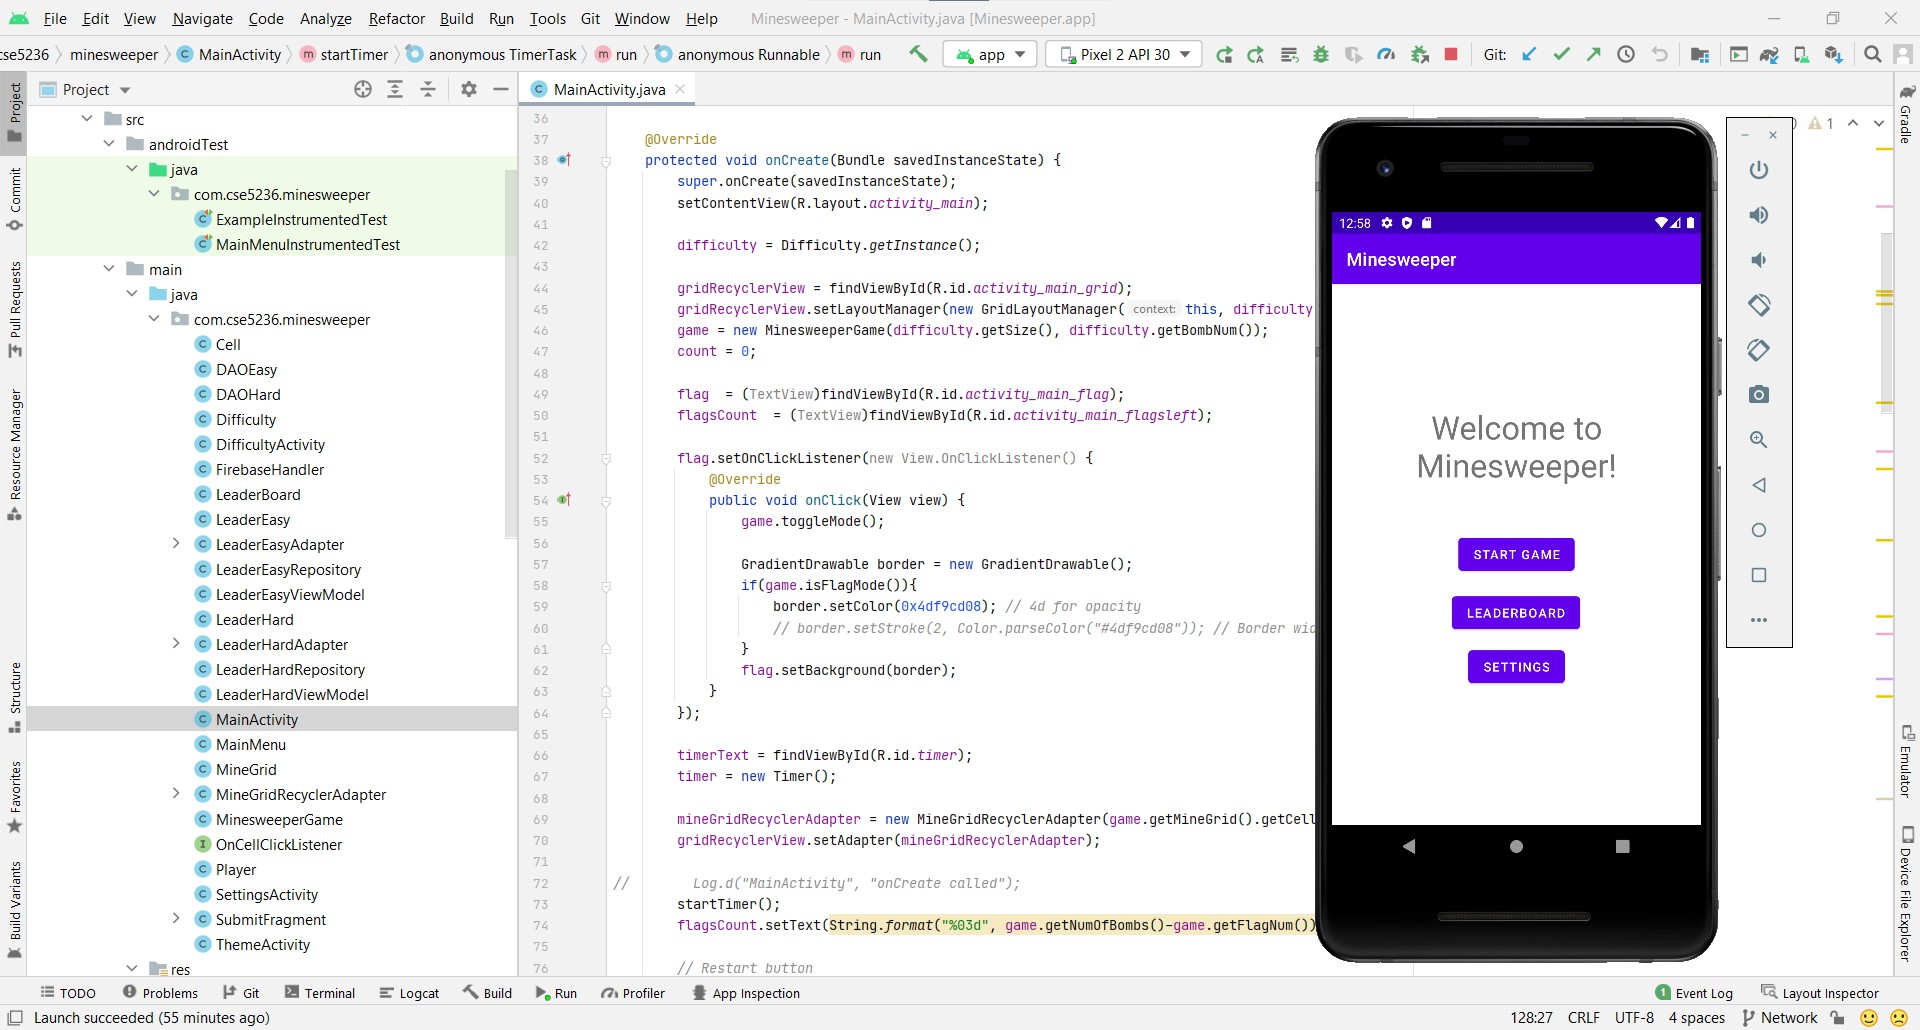 File Edit View Navigate Code Analyze Refactor Build Run Tools Git Window Help Minesweeper - MainActivity.java [Minesweeper.app]
cse5236 minesweeper MainActivity startTimer anonymous TimerTask run anonymous Runnable run app Pixel 2 API 30 Git:
Project
MainActivity.java
src
androidTest
java
com.cse5236.minesweeper
ExampleInstrumentedTest
MainMenuInstrumentedTest
main
java
com.cse5236.minesweeper
Cell
DAOEasy
DAOHard
Difficulty
DifficultyActivity
FirebaseHandler
LeaderBoard
LeaderEasy
LeaderEasyAdapter
LeaderEasyRepository
LeaderEasyViewModel
LeaderHard
LeaderHardAdapter
LeaderHardRepository
LeaderHardViewModel
MainActivity
MainMenu
MineGrid
MineGridRecyclerAdapter
MinesweeperGame
OnCellClickListener
Player
SettingsActivity
SubmitFragment
ThemeActivity
res
Project
Commit
Pull Requests
Resource Manager
Structure
Favorites
Build Variants
36
37 @Override
38 protected void onCreate(Bundle savedInstanceState) {
39 super.onCreate(savedInstanceState);
40 setContentView(R.layout.activity_main);
41
42 difficulty = Difficulty.getInstance();
43
44 gridRecyclerView = findViewById(R.id.activity_main_grid);
45 gridRecyclerView.setLayoutManager(new GridLayoutManager( context: this, difficulty
46 game = new MinesweeperGame(difficulty.getSize(), difficulty.getBombNum());
47 count = 0;
48
49 flag  = (TextView)findViewById(R.id.activity_main_flag);
50 flagsCount  = (TextView)findViewById(R.id.activity_main_flagsleft);
51
52 flag.setOnClickListener(new View.OnClickListener() {
53 @Override
54 public void onClick(View view) {
55 game.toggleMode();
56
57 GradientDrawable border = new GradientDrawable();
58 if(game.isFlagMode()){
59 border.setColor(0x4df9cd08); // 4d for opacity
60 // border.setStroke(2, Color.parseColor("#4df9cd08")); // Border wid
61 }
62 flag.setBackground(border);
63 }
64 });
65
66 timerText = findViewById(R.id.timer);
67 timer = new Timer();
68
69 mineGridRecyclerAdapter = new MineGridRecyclerAdapter(game.getMineGrid().getCell
70 gridRecyclerView.setAdapter(mineGridRecyclerAdapter);
71
72 // Log.d("MainActivity", "onCreate called");
73 startTimer();
74 flagsCount.setText(String.format("%03d", game.getNumOfBombs()-game.getFlagNum())
75
76 // Restart button
12:58
Minesweeper
Welcome to
Minesweeper!
START GAME
LEADERBOARD
SETTINGS
1
Gradle
Emulator
Device File Explorer
TODO Problems Git Terminal Logcat Build Run Profiler App Inspection 1 Event Log Layout Inspector
Launch succeeded (55 minutes ago) 128:27 CRLF UTF-8 4 spaces Network